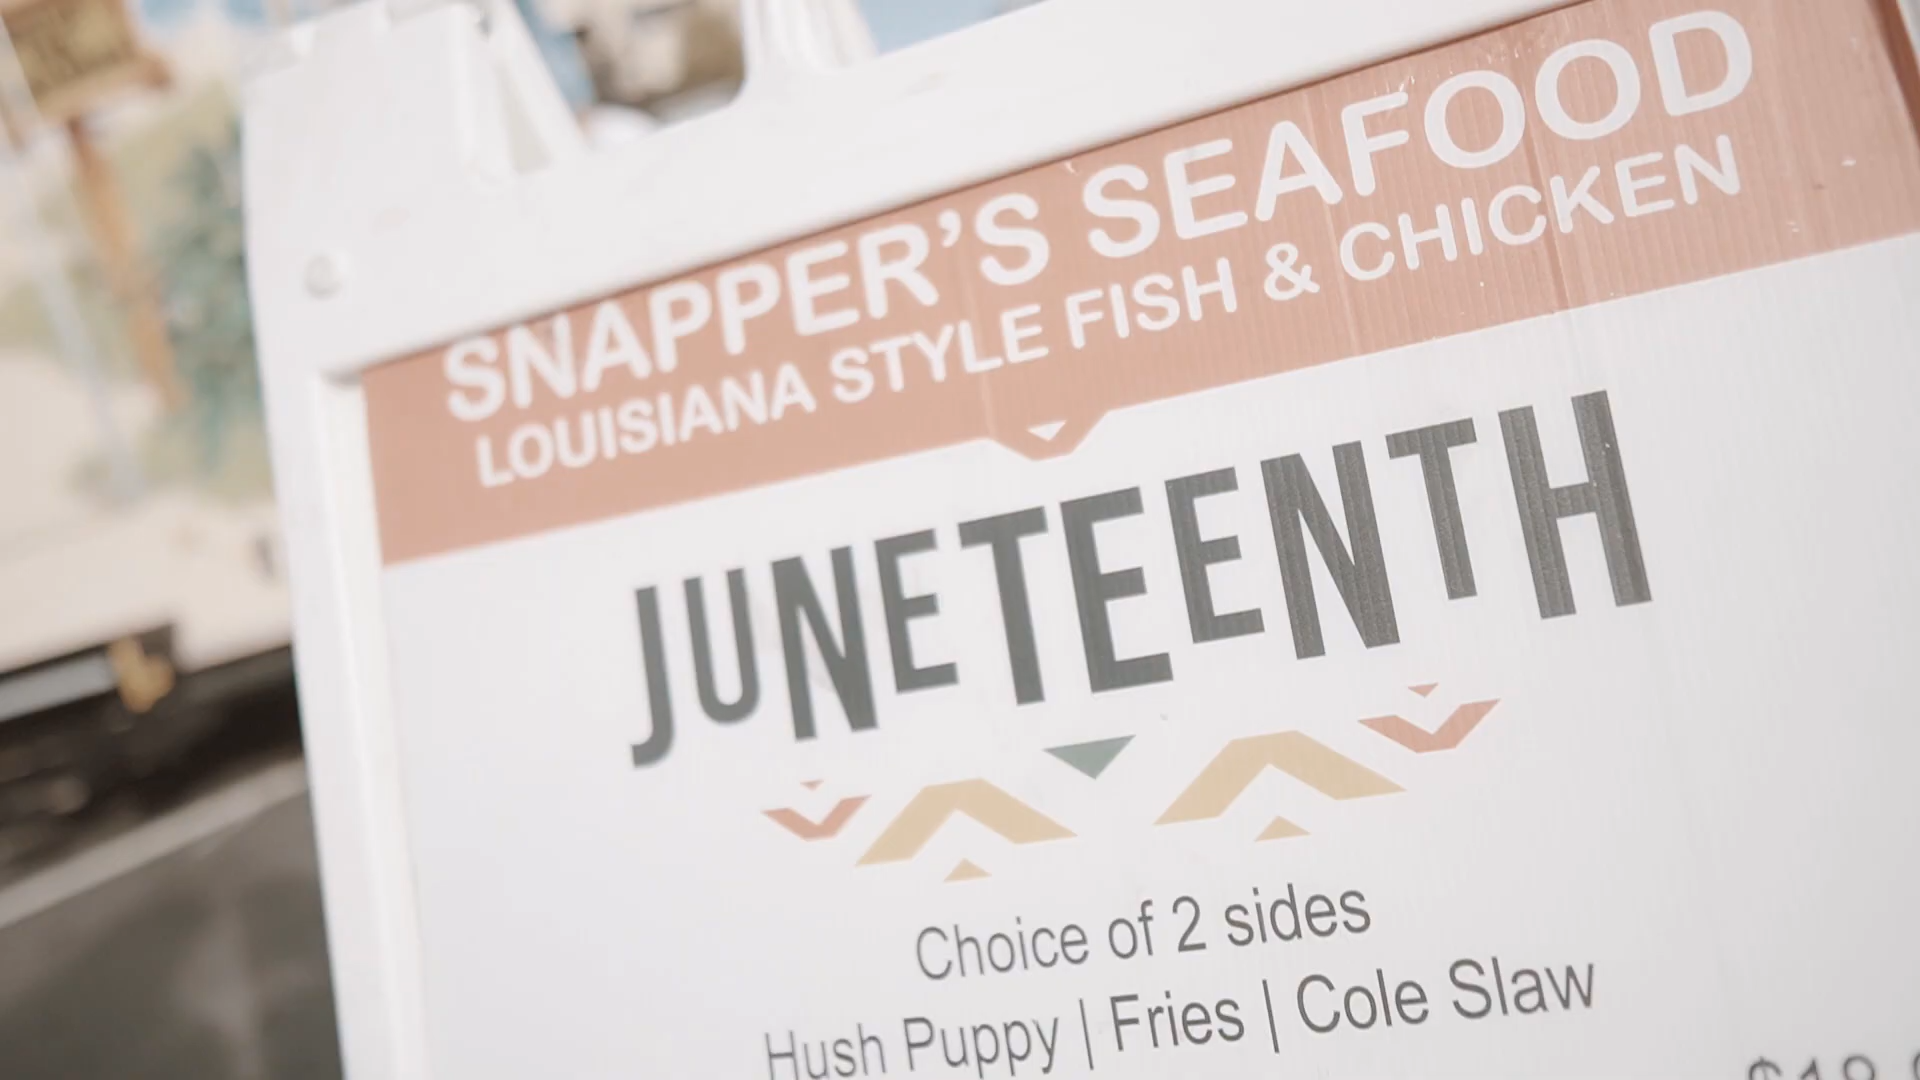 SNAPPER'S SEAFOOD
LOUISIANA STYLE FISH & CHICKEN
JUNETEENTH
Choice of 2 sides
Hush Puppy | Fries | Cole Slaw